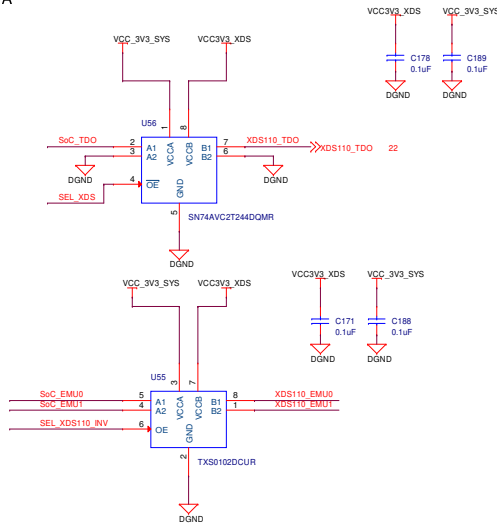 A
VCC_3V3_SYS VCC3V3_XDS
VCC3V3_XDS VCC_3V3_SYS
C178
0.1uF
C189
0.1uF
DGND DGND
U56
1 8
VCCA VCCB
SoC_TDO 2 A1 B1 7 XDS110_TDO XDS110_TDO 22
3 A2 B2 6
DGND DGND
4 OE
SEL_XDS
GND
5
SN74AVC2T244DQMR
DGND
VCC_3V3_SYS VCC3V3_XDS
VCC3V3_XDS VCC_3V3_SYS
C171
0.1uF
C188
0.1uF
DGND DGND
U55
3 7
VCCA VCCB
SoC_EMU0 5 A1 B1 8 XDS110_EMU0
SoC_EMU1 4 A2 B2 1 XDS110_EMU1
SEL_XDS110_INV 6 OE
GND
2
TXS0102DCUR
DGND